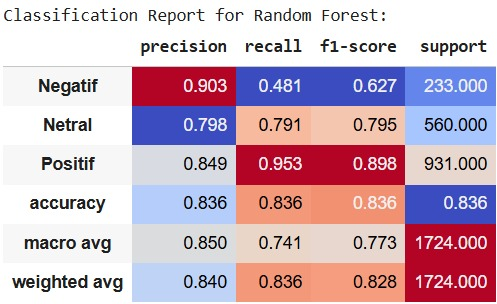 Classification Report for Random Forest:
precision recall f1-score support
Negatif 0.903 0.481 0.627 233.000
Netral 0.798 0.791 0.795 560.000
Positif 0.849 0.953 0.898 931.000
accuracy 0.836 0.836 0.836 0.836
macro avg 0.850 0.741 0.773 1724.000
weighted avg 0.840 0.836 0.828 1724.000